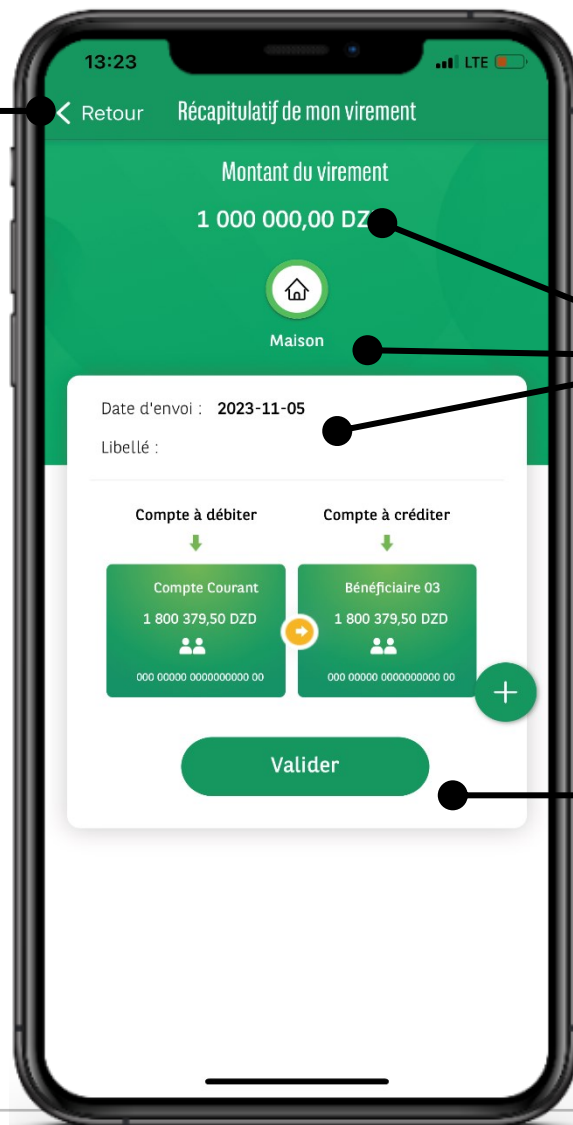 13:23
LTE
Retour
Récapitulatif de mon virement
Montant du virement
1 000 000,00 DZ
Maison
Date d'envoi : 2023-11-05
Libellé :
Compte à débiter
Compte à créditer
Compte Courant
1 800 379,50 DZD
000 00000 0000000000 00
Bénéficiaire 03
1 800 379,50 DZD
000 00000 0000000000 00
Valider